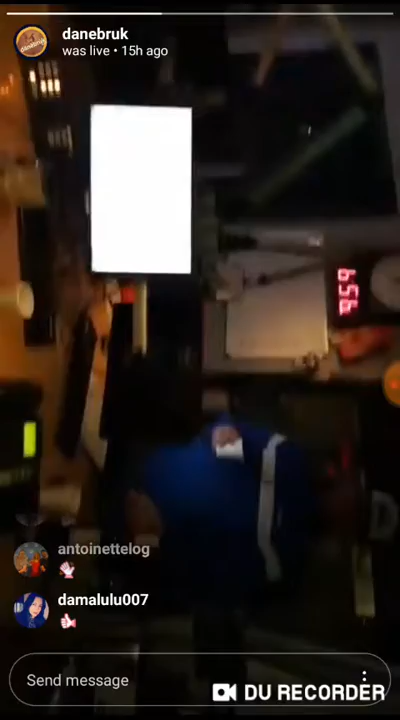 danebruk
was live • 15h ago
antoinettelog
damalulu007
Send message
DU RECORDER